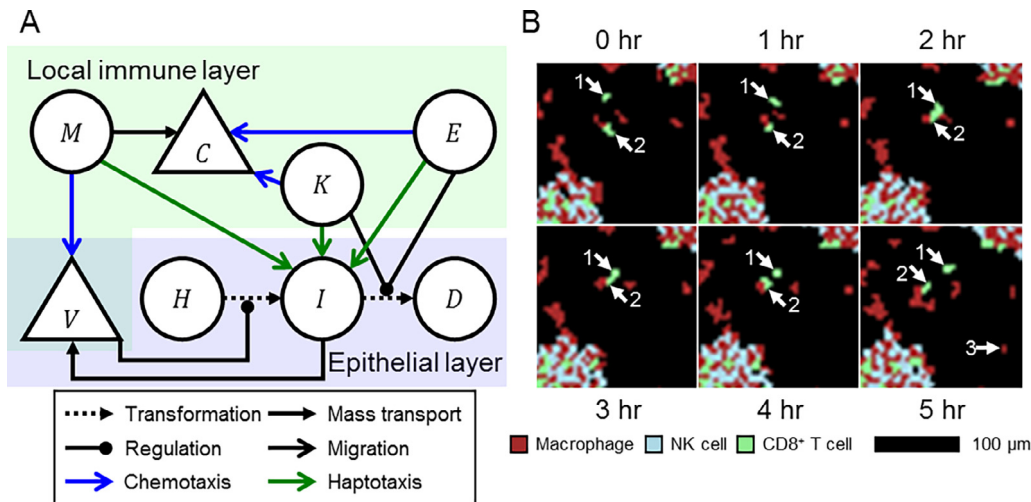 A
Local immune layer
M
C
E
K
V
H
I
D
Epithelial layer
Transformation
Mass transport
Regulation
Migration
Chemotaxis
Haptotaxis
B
0 hr
1 hr
2 hr
1
2
1
2
1
2
1
2
1
2
1
2
3
3 hr
4 hr
5 hr
Macrophage
NK cell
CD8⁺ T cell
100 µm